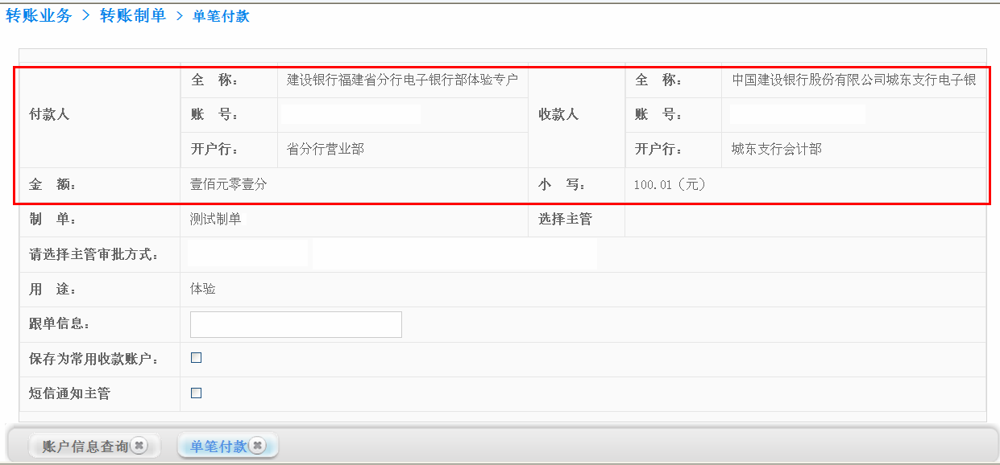 转账业务 > 转账制单 > 单笔付款
付款人
全 称：
建设银行福建省分行电子银行部体验专户
账 号：
开户行：
省分行营业部
收款人
全 称：
中国建设银行股份有限公司城东支行电子银
账 号：
开户行：
城东支行会计部
金 额：
壹佰元零壹分
小 写：
100.01（元）
制 单：
测试制单
选择主管
请选择主管审批方式：
用 途：
体验
跟单信息：
保存为常用收款账户：
短信通知主管
账户信息查询
单笔付款